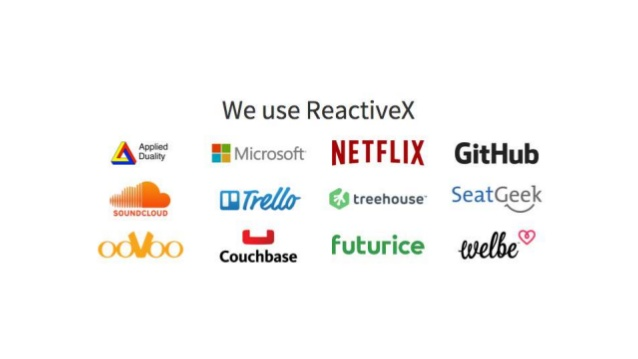 We use ReactiveX
Applied
Duality
Microsoft
NETFLIX
GitHub
SOUNDCLOUD
Trello
treehouse
SeatGeek
ooVoo
Couchbase
futurice
welbe